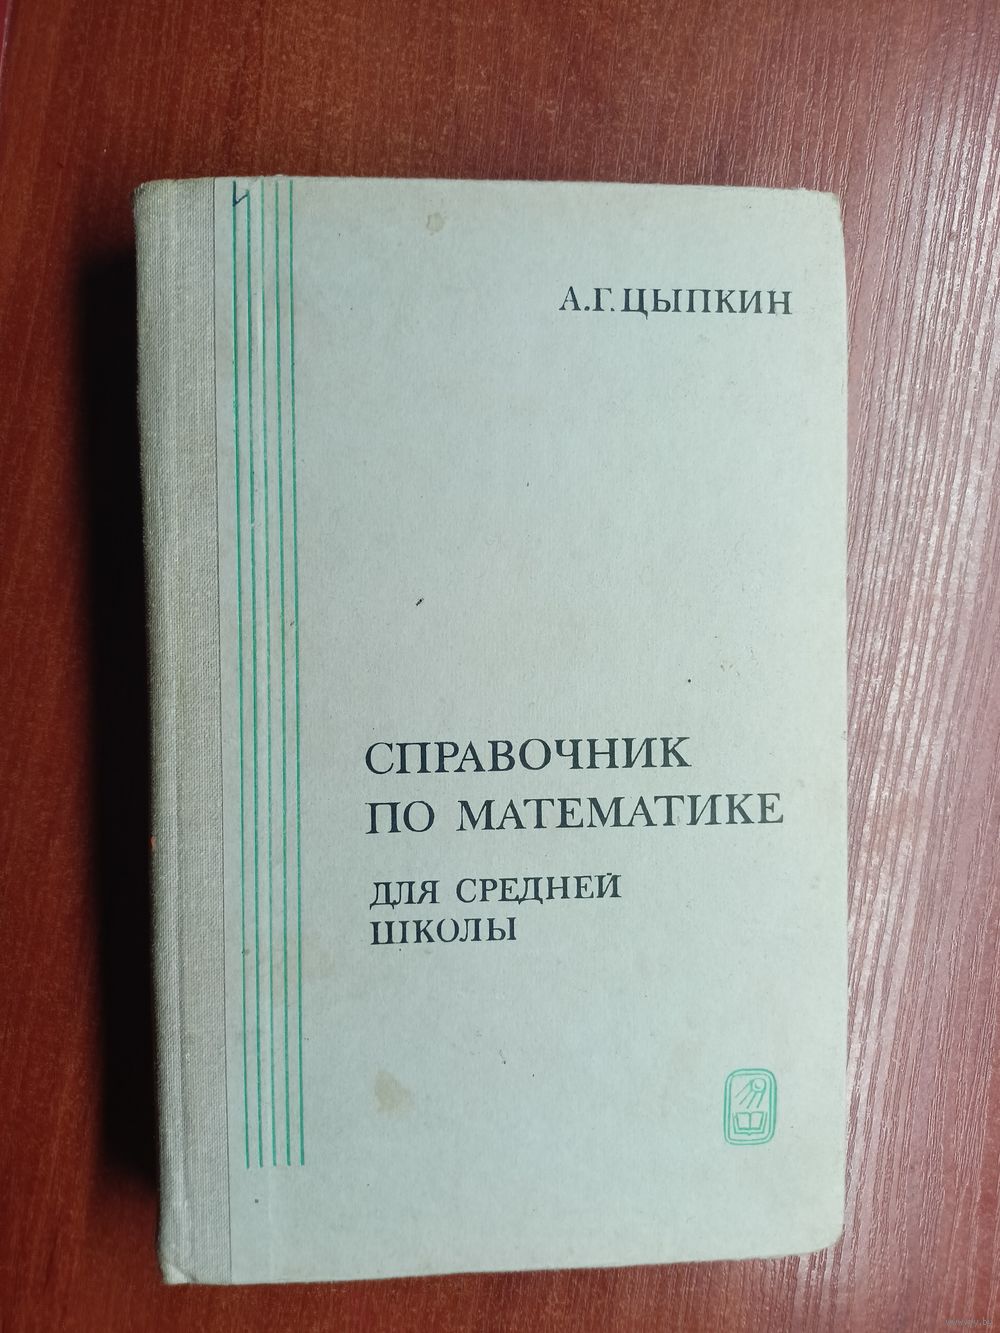 А.Г. ЦЫПКИН
СПРАВОЧНИК
ПО МАТЕМАТИКЕ
ДЛЯ СРЕДНЕЙ
ШКОЛЫ